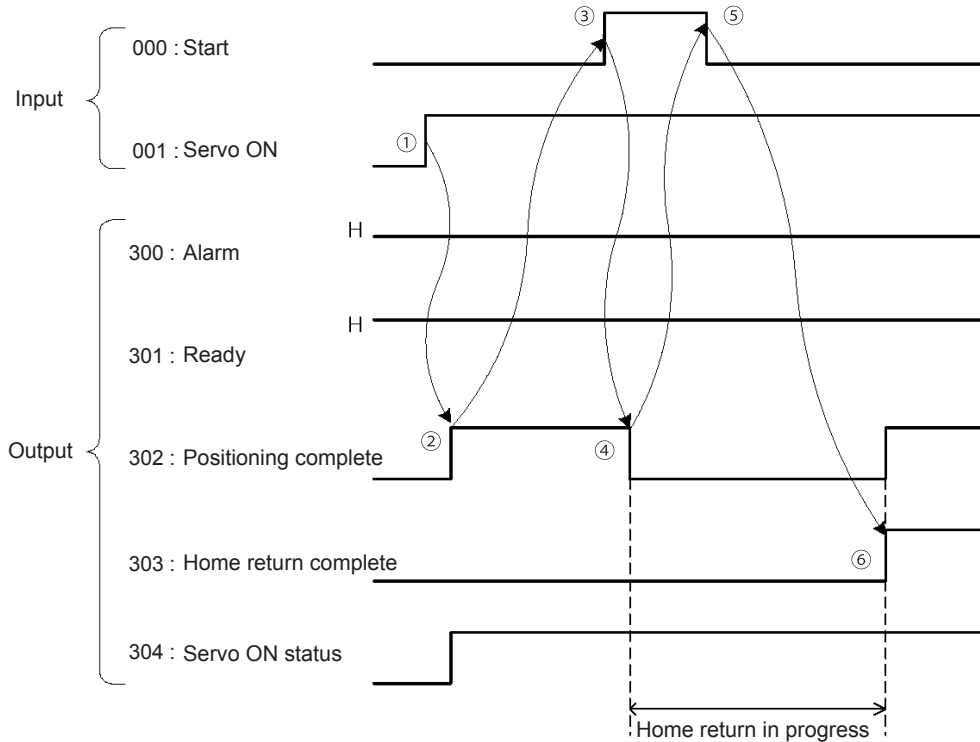 ③
⑤
000 : Start
Input
①
001 : Servo ON
H
300 : Alarm
H
301 : Ready
Output
②
④
302 : Positioning complete
303 : Home return complete
⑥
304 : Servo ON status
Home return in progress